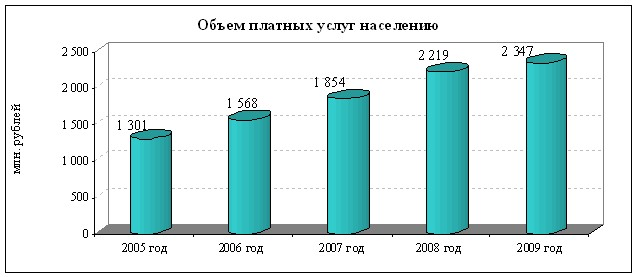 Объем платных услуг населению
млн. рублей
2 500
2 000
1 500
1 000
500
0
1 301
1 568
1 854
2 219
2 347
2005 год
2006 год
2007 год
2008 год
2009 год